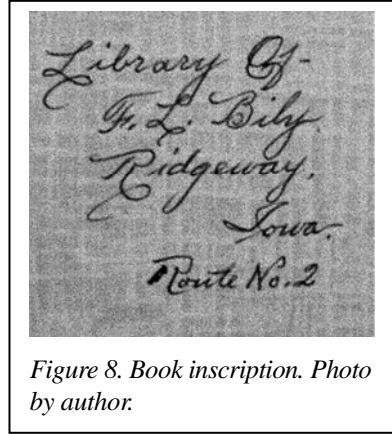 Library Of-
F. L. Bily.
Ridgeway.
Iowa.
Route No. 2
Figure 8. Book inscription. Photo
by author.